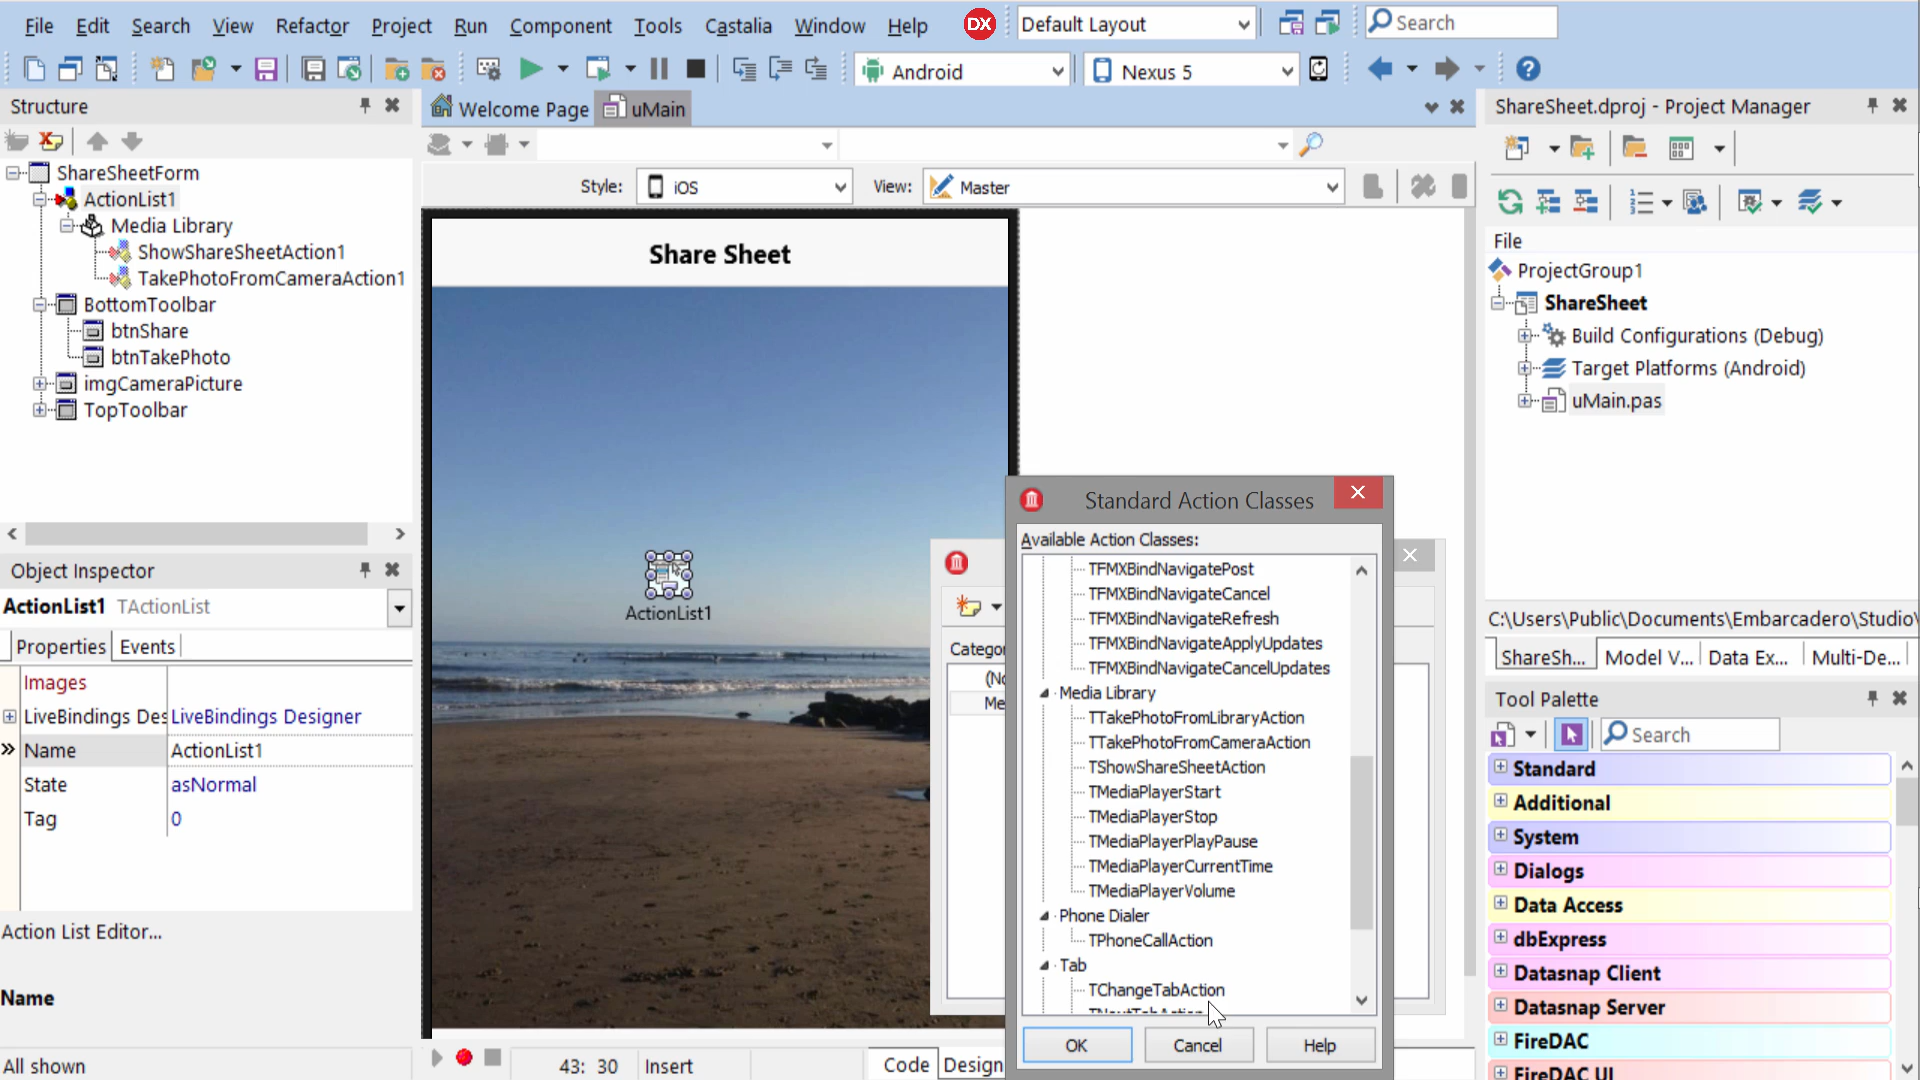 File Edit Search View Refactor Project Run Component Tools Castalia Window Help DX Default Layout Search
Android Nexus 5
Structure
ShareSheetForm
ActionList1
Media Library
ShowShareSheetAction1
TakePhotoFromCameraAction1
BottomToolbar
btnShare
btnTakePhoto
imgCameraPicture
TopToolbar
Object Inspector
ActionList1 TActionList
Properties Events
Images
LiveBindings Des LiveBindings Designer
Name ActionList1
State asNormal
Tag 0
Action List Editor...
Name
All shown
Welcome Page uMain
Style: iOS View: Master
Share Sheet
ActionList1
43: 30 Insert Code Design
Categor
(No
Me
Standard Action Classes
Available Action Classes:
TFMXBindNavigatePost
TFMXBindNavigateCancel
TFMXBindNavigateRefresh
TFMXBindNavigateApplyUpdates
TFMXBindNavigateCancelUpdates
Media Library
TTakePhotoFromLibraryAction
TTakePhotoFromCameraAction
TShowShareSheetAction
TMediaPlayerStart
TMediaPlayerStop
TMediaPlayerPlayPause
TMediaPlayerCurrentTime
TMediaPlayerVolume
Phone Dialer
TPhoneCallAction
Tab
TChangeTabAction
OK Cancel Help
ShareSheet.dproj - Project Manager
File
ProjectGroup1
ShareSheet
Build Configurations (Debug)
Target Platforms (Android)
uMain.pas
C:\Users\Public\Documents\Embarcadero\Studio\
ShareSh... Model V... Data Ex... Multi-De...
Tool Palette
Search
Standard
Additional
System
Dialogs
Data Access
dbExpress
Datasnap Client
Datasnap Server
FireDAC
FireDAC UI